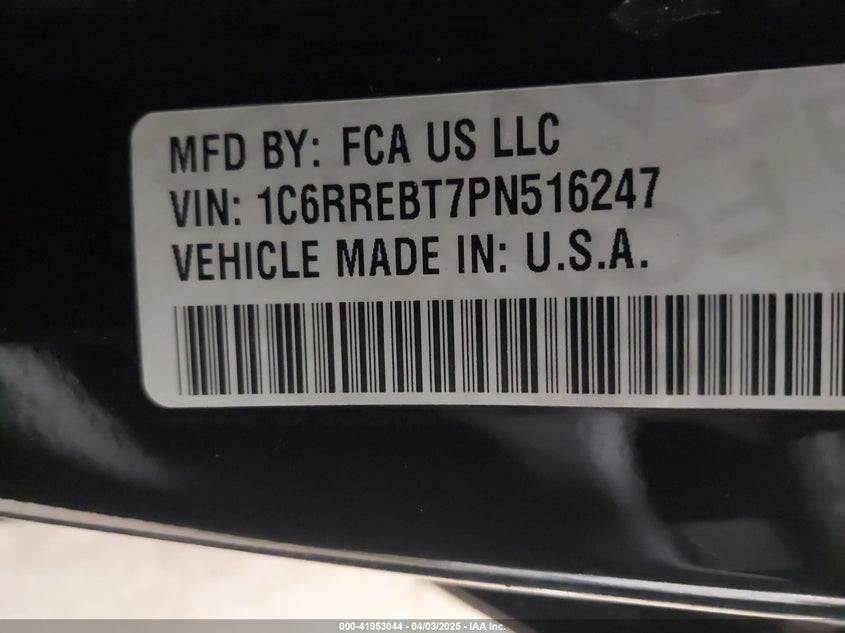 MFD BY: FCA US LLC
VIN: 1C6RREBT7PN516247
VEHICLE MADE IN: U.S.A.
000-41953044 - 04/03/2025 - IAA Inc.